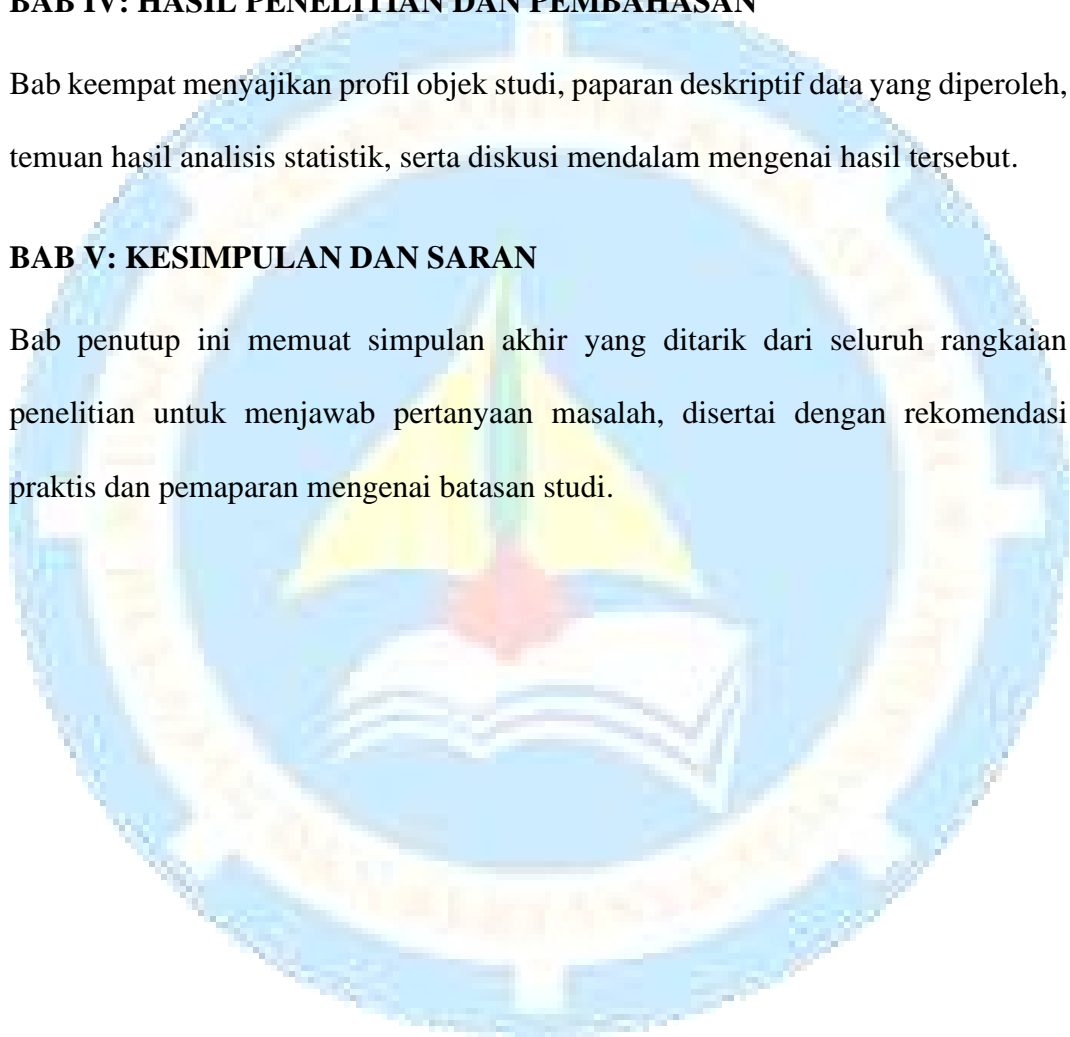 BAB IV: HASIL PENELITIAN DAN PEMBAHASAN
Bab keempat menyajikan profil objek studi, paparan deskriptif data yang diperoleh,
temuan hasil analisis statistik, serta diskusi mendalam mengenai hasil tersebut.
BAB V: KESIMPULAN DAN SARAN
Bab penutup ini memuat simpulan akhir yang ditarik dari seluruh rangkaian
penelitian untuk menjawab pertanyaan masalah, disertai dengan rekomendasi
praktis dan pemaparan mengenai batasan studi.